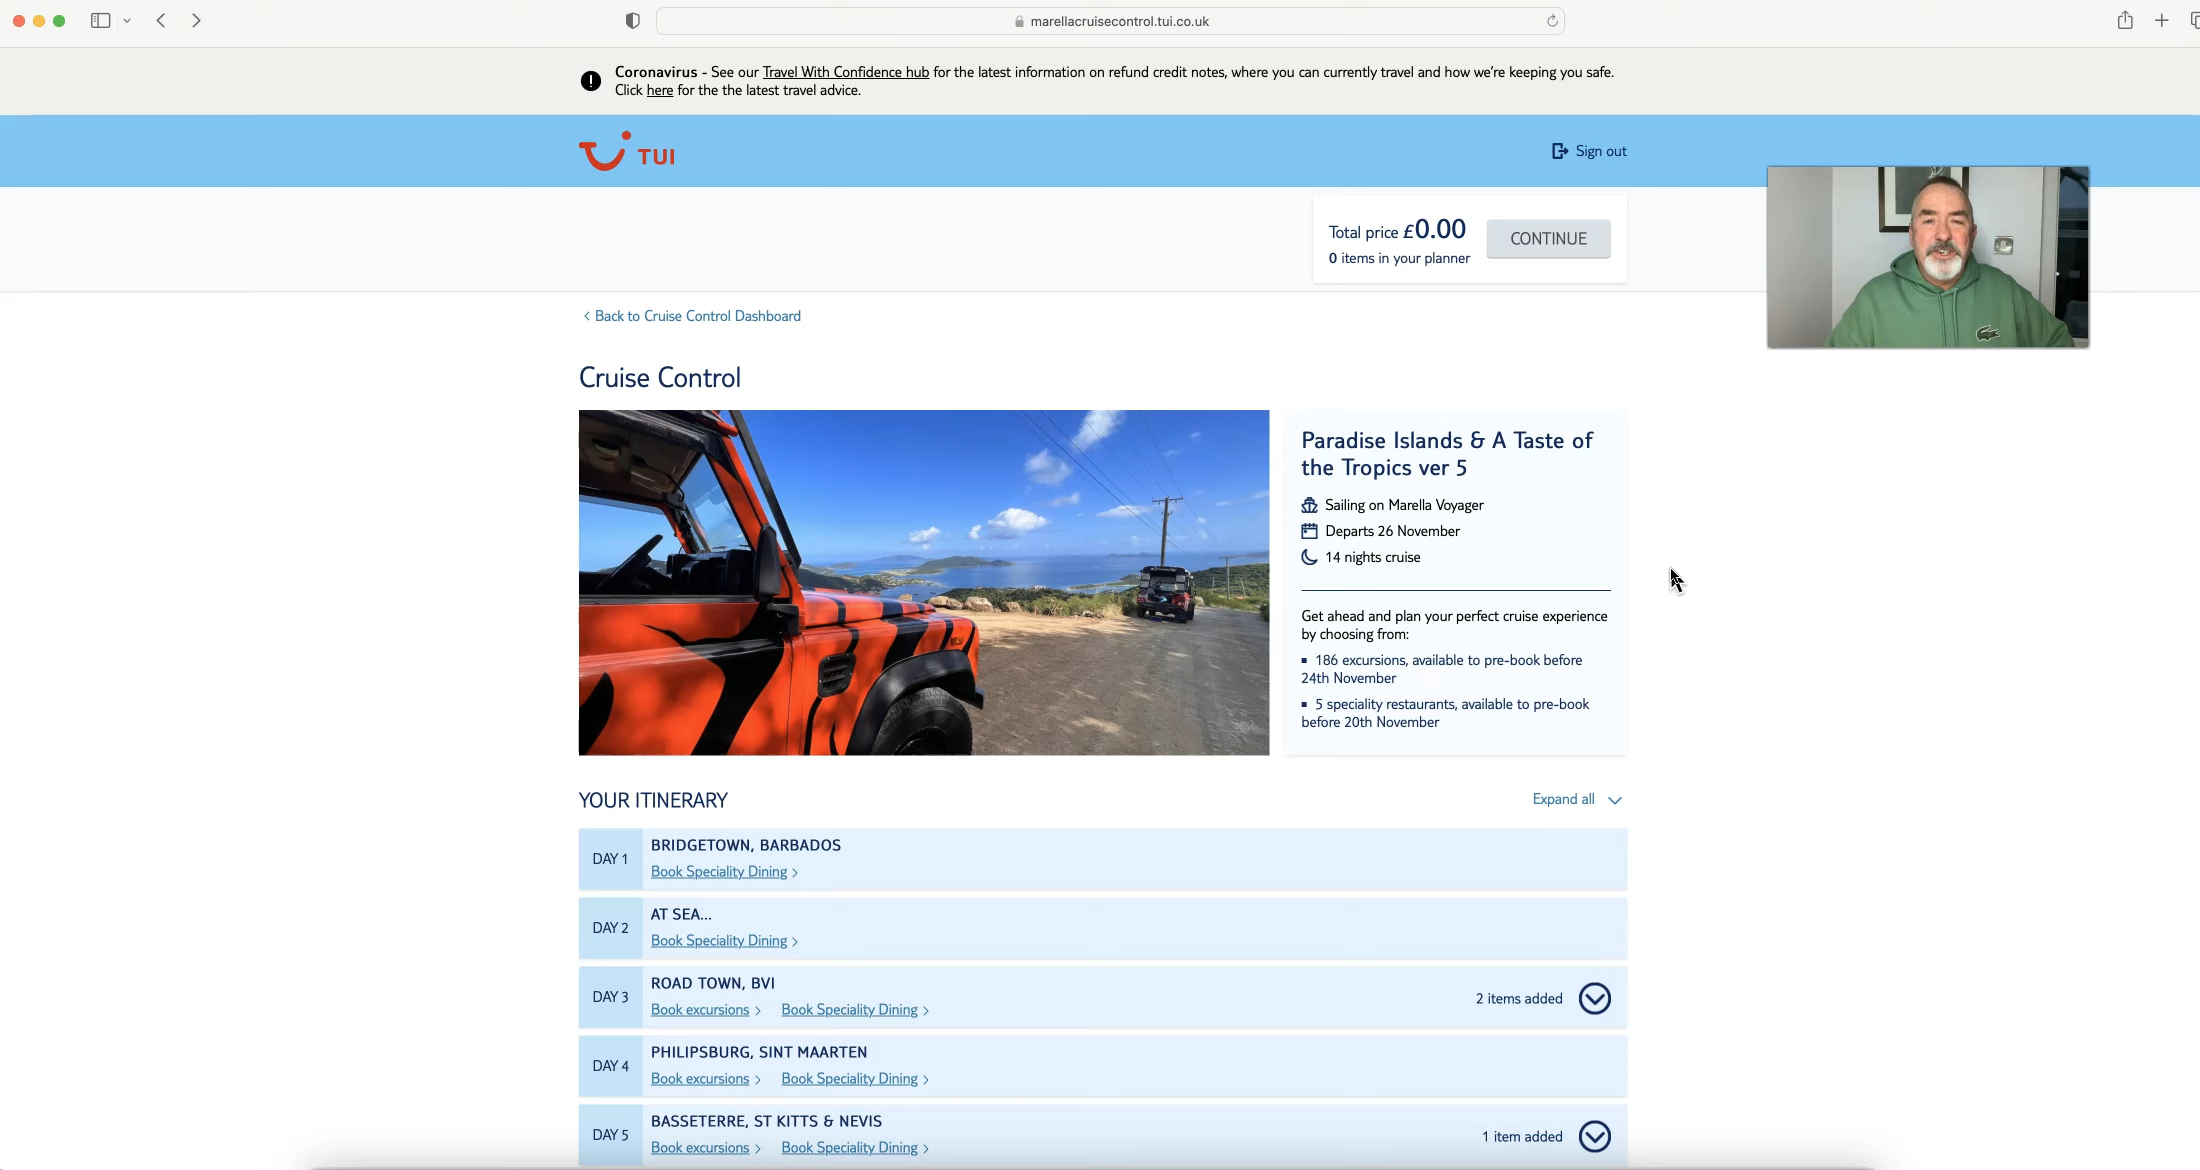 marellacruisecontrol.tui.co.uk
Coronavirus - See our Travel With Confidence hub for the latest information on refund credit notes, where you can currently travel and how we're keeping you safe.
Click here for the the latest travel advice.
TUI
Sign out
Total price £0.00
0 items in your planner
CONTINUE
Back to Cruise Control Dashboard
Cruise Control
Paradise Islands & A Taste of
the Tropics ver 5
Sailing on Marella Voyager
Departs 26 November
14 nights cruise
Get ahead and plan your perfect cruise experience
by choosing from:
186 excursions, available to pre-book before
24th November
5 speciality restaurants, available to pre-book
before 20th November
YOUR ITINERARY
Expand all
DAY 1
BRIDGETOWN, BARBADOS
Book Speciality Dining
DAY 2
AT SEA...
Book Speciality Dining
DAY 3
ROAD TOWN, BVI
Book excursions Book Speciality Dining
2 items added
DAY 4
PHILIPSBURG, SINT MAARTEN
Book excursions Book Speciality Dining
DAY 5
BASSETERRE, ST KITTS & NEVIS
Book excursions Book Speciality Dining
1 item added